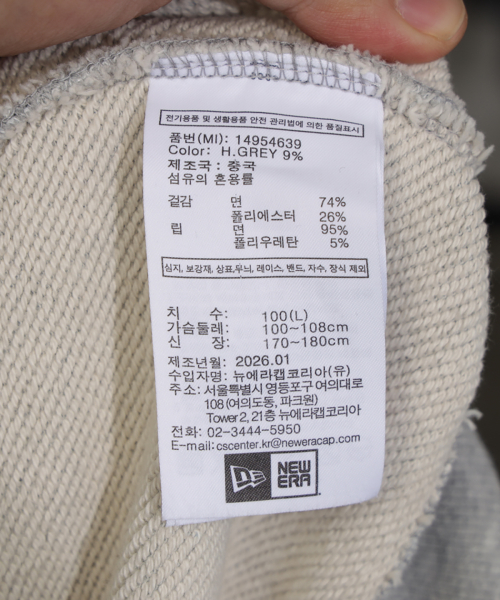 전기용품 및 생활용품 안전 관리법에 의한 품질표시
품번(MI): 14954639
Color: H.GREY 9%
제조국: 중국
섬유의 혼용률
겉감 면 74%
폴리에스터 26%
립 면 95%
폴리우레탄 5%
심지, 보강재, 상표,무늬, 레이스, 밴드, 자수, 장식 제외
치 수: 100(L)
가슴둘레: 100~108cm
신 장: 170~180cm
제조년월: 2026.01
수입자명: 뉴에라캡코리아(유)
주소: 서울특별시 영등포구 여의대로
108 (여의도동, 파크원)
Tower 2, 21층 뉴에라캡코리아
전화: 02-3444-5950
E-mail:cscenter.kr@neweracap.com
NE
NEW
ERA